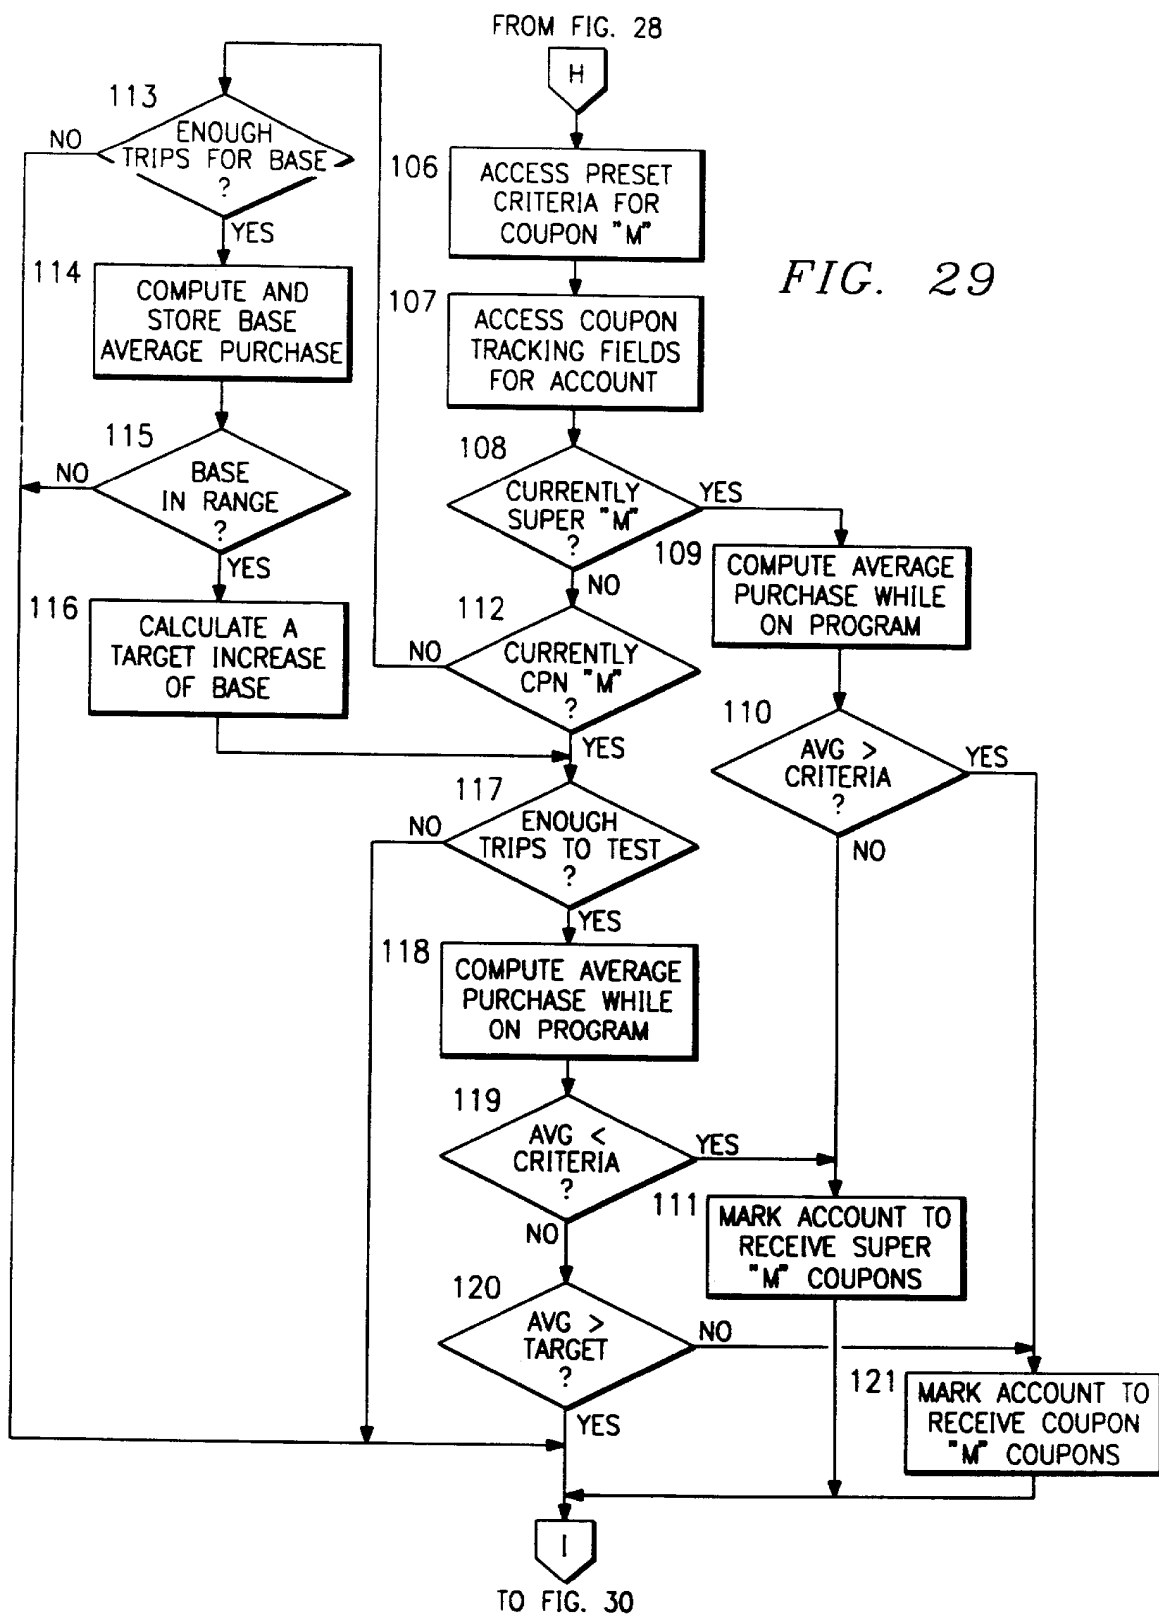 FROM FIG. 28
H
106
ACCESS PRESET
CRITERIA FOR
COUPON "M"
FIG. 29
107
ACCESS COUPON
TRACKING FIELDS
FOR ACCOUNT
108
CURRENTLY
SUPER "M"
?
YES
NO
109
COMPUTE AVERAGE
PURCHASE WHILE
ON PROGRAM
110
AVG >
CRITERIA
?
YES
NO
112
CURRENTLY
CPN "M"
?
NO
YES
113
ENOUGH
TRIPS FOR BASE
?
NO
YES
114
COMPUTE AND
STORE BASE
AVERAGE PURCHASE
115
BASE
IN RANGE
?
NO
YES
116
CALCULATE A
TARGET INCREASE
OF BASE
117
ENOUGH
TRIPS TO TEST
?
NO
YES
118
COMPUTE AVERAGE
PURCHASE WHILE
ON PROGRAM
119
AVG <
CRITERIA
?
YES
NO
111
MARK ACCOUNT TO
RECEIVE SUPER
"M" COUPONS
120
AVG >
TARGET
?
NO
YES
121
MARK ACCOUNT TO
RECEIVE COUPON
"M" COUPONS
I
TO FIG. 30